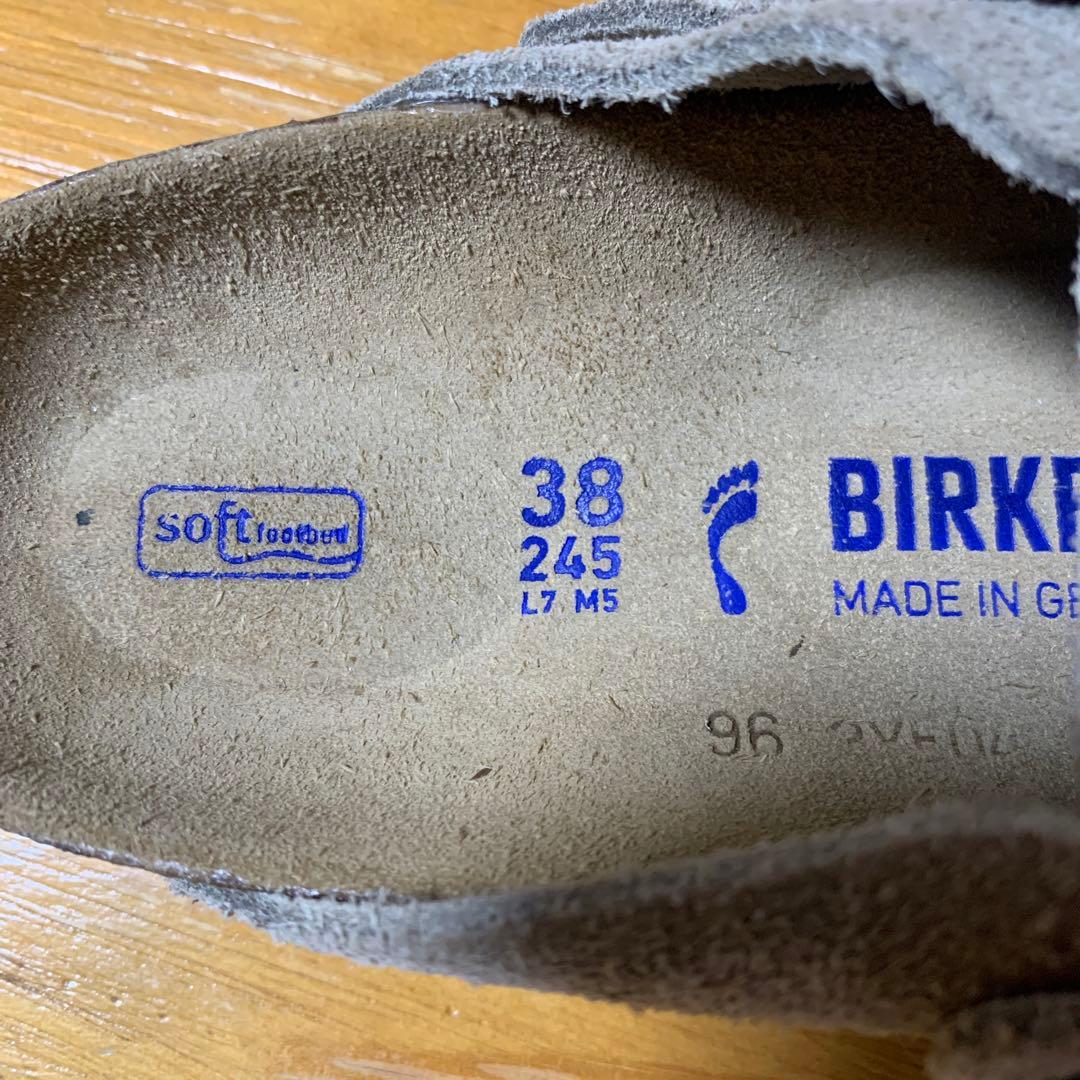 soft footbed
38
245
L7 M5
BIRKE
MADE IN GE
96